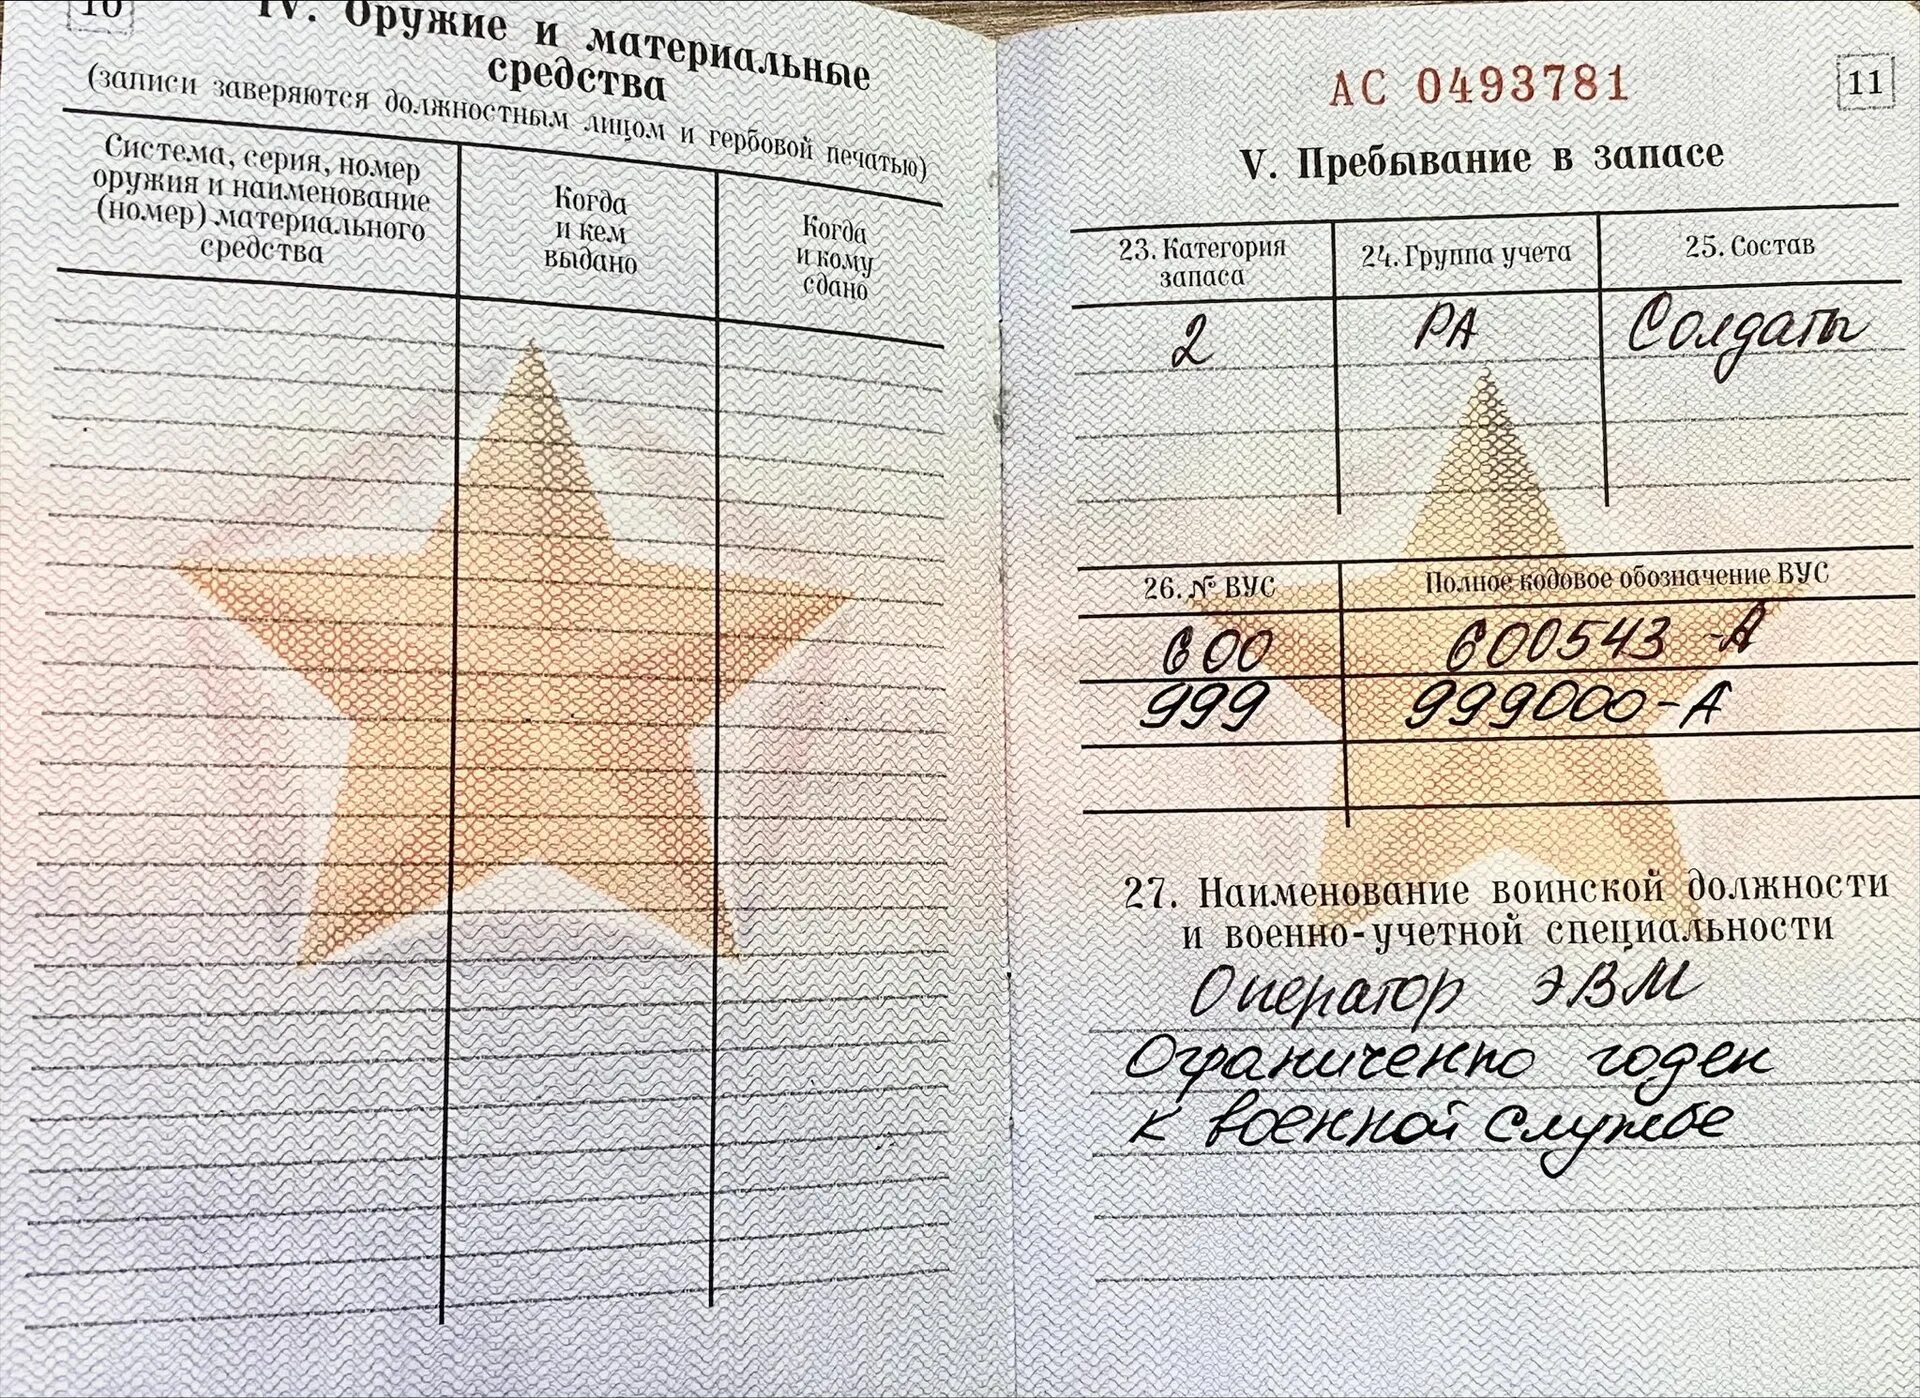 10
IV. Оружие и материальные
средства
(записи заверяются должностным лицом и гербовой печатью)
Система, серия, номер
оружия и наименование
(номер) материального
средства
Когда
и кем
выдано
Когда
и кому
сдано
АС 0493781
11
V. Пребывание в запасе
23. Категория
запаса
24. Группа учета
25. Состав
2
РА
Солдаты
26. № ВУС
Полное кодовое обозначение ВУС
600
600543 -А
999
999000-А
27. Наименование воинской должности
и военно-учетной специальности
Оператор ЭВМ
Ограниченно годен
к военной службе